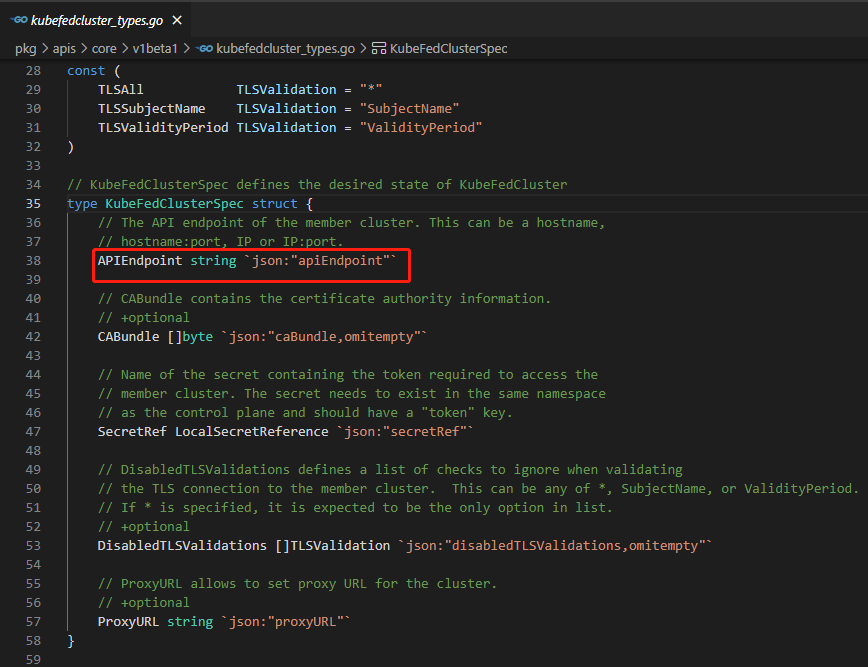 GO kubefedcluster_types.go ×
pkg > apis > core > v1beta1 > GO kubefedcluster_types.go > KubeFedClusterSpec
28 const (
29 TLSAll TLSValidation = "*"
30 TLSSubjectName TLSValidation = "SubjectName"
31 TLSValidityPeriod TLSValidation = "ValidityPeriod"
32 )
33
34 // KubeFedClusterSpec defines the desired state of KubeFedCluster
35 type KubeFedClusterSpec struct {
36 // The API endpoint of the member cluster. This can be a hostname,
37 // hostname:port, IP or IP:port.
38 APIEndpoint string `json:"apiEndpoint"`
39
40 // CABundle contains the certificate authority information.
41 // +optional
42 CABundle []byte `json:"caBundle,omitempty"`
43
44 // Name of the secret containing the token required to access the
45 // member cluster. The secret needs to exist in the same namespace
46 // as the control plane and should have a "token" key.
47 SecretRef LocalSecretReference `json:"secretRef"`
48
49 // DisabledTLSValidations defines a list of checks to ignore when validating
50 // the TLS connection to the member cluster.  This can be any of *, SubjectName, or ValidityPeriod.
51 // If * is specified, it is expected to be the only option in list.
52 // +optional
53 DisabledTLSValidations []TLSValidation `json:"disabledTLSValidations,omitempty"`
54
55 // ProxyURL allows to set proxy URL for the cluster.
56 // +optional
57 ProxyURL string `json:"proxyURL"`
58 }
59